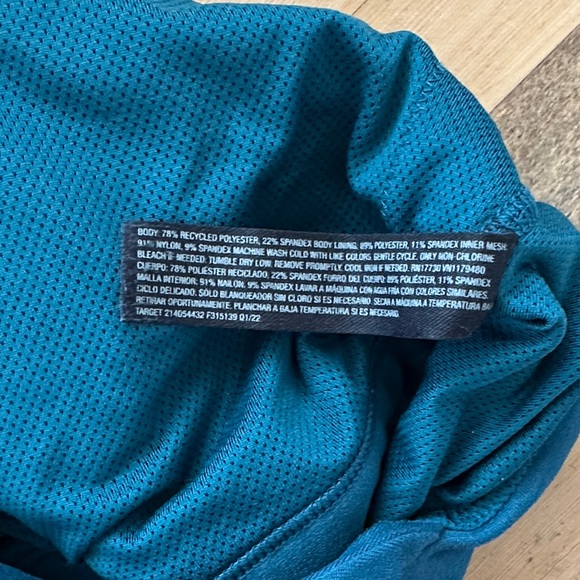 BODY: 78% RECYCLED POLYESTER, 22% SPANDEX BODY LINING, 89% POLYESTER, 11% SPANDEX INNER MESH:
91% NYLON, 9% SPANDEX MACHINE WASH COLD WITH LIKE COLORS. GENTLE CYCLE. ONLY NON-CHLORINE
BLEACH IF NEEDED: TUMBLE DRY LOW. REMOVE PROMPTLY. COOL IRON IF NEEDED. RN17730 VN1179480
CUERPO: 78% POLIÉSTER RECICLADO, 22% SPANDEX FORRO DEL CUERPO: 89% POLIÉSTER, 11% SPANDEX
MALLA INTERIOR: 91% NAILON, 9% SPANDEX LAVAR A MÁQUINA CON AGUA FRÍA CON COLORES SIMILARES.
CICLO DELICADO. SÓLO BLANQUEADOR SIN CLORO SI ES NECESARIO SECAR A MÁQUINA A TEMPERATURA BAJA
RETIRAR OPORTUNAMENTE. PLANCHAR A BAJA TEMPERATURA SI ES NECESARIO.
TARGET 214054432 F315139 01/22